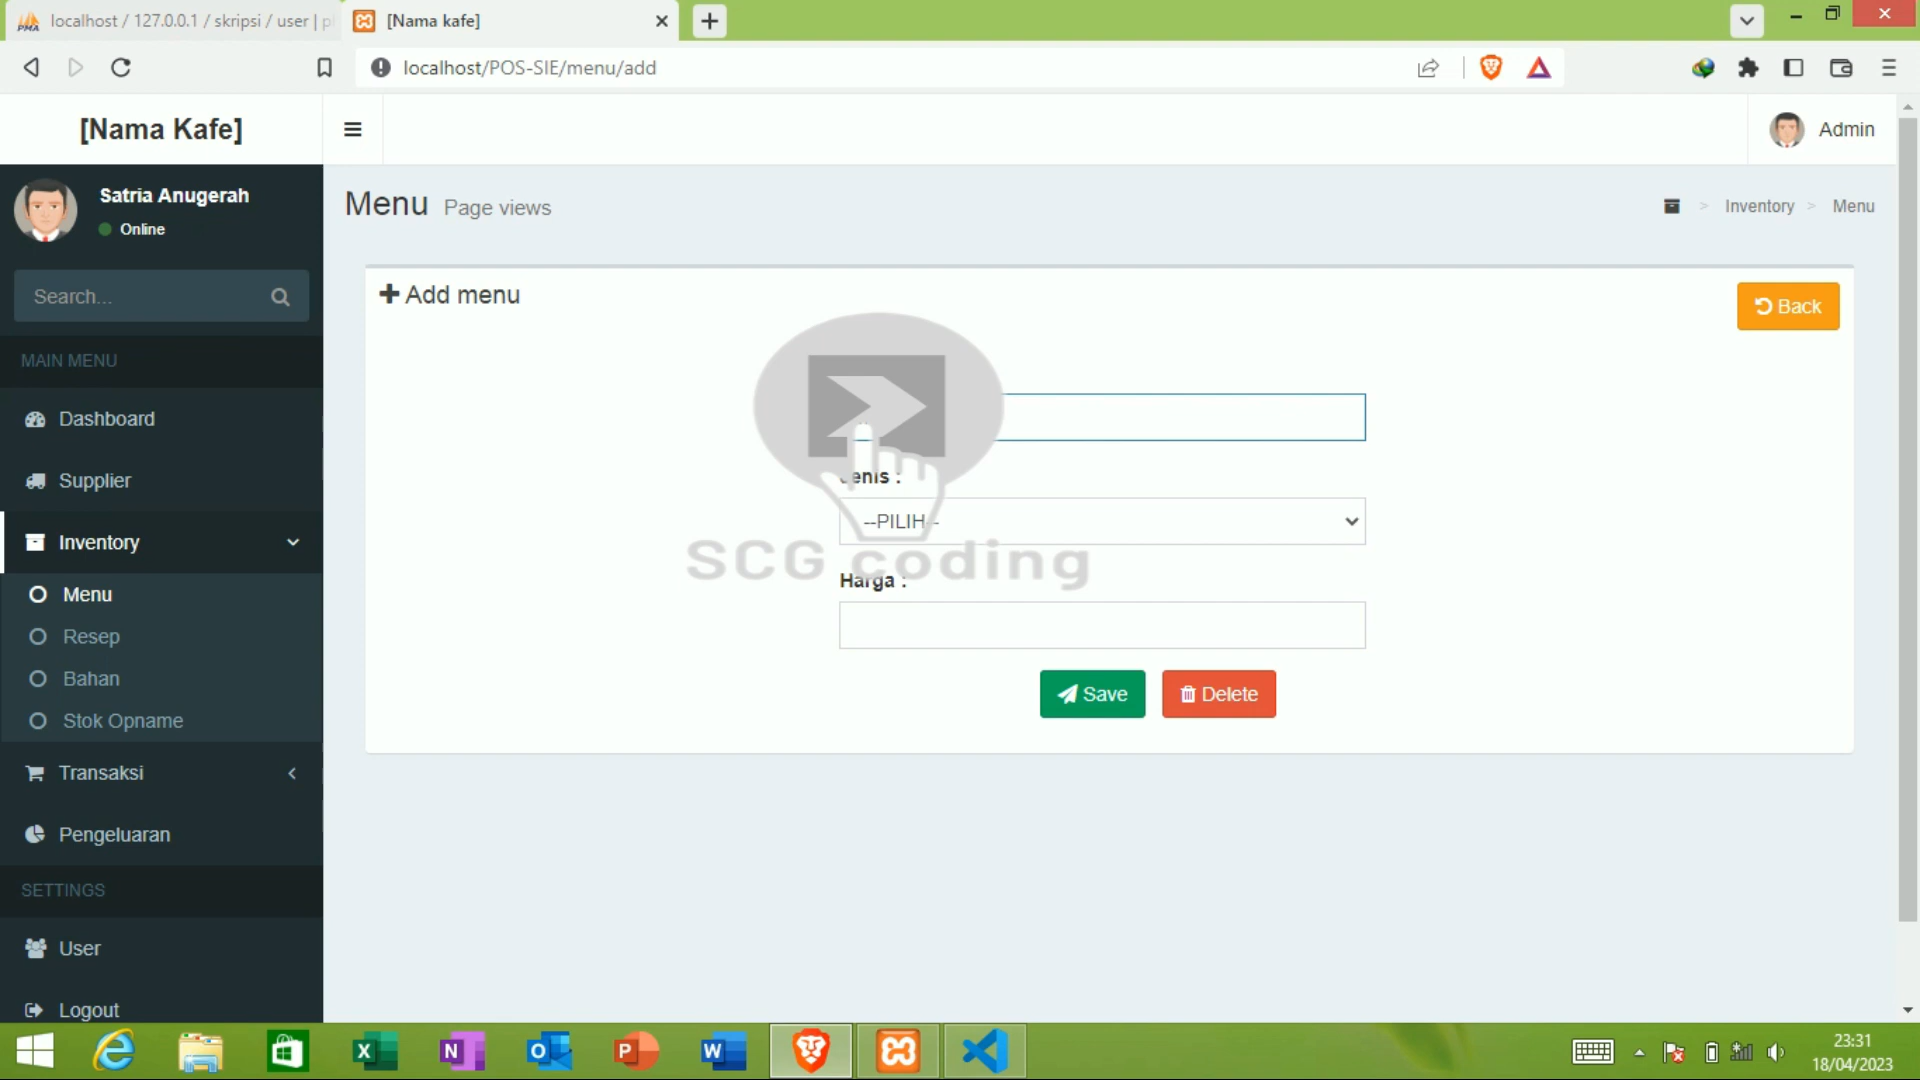 localhost / 127.0.0.1 / skripsi / user | p
[Nama kafe]
localhost/POS-SIE/menu/add
[Nama Kafe]
Admin
Satria Anugerah
Online
Menu Page views
> Inventory > Menu
Search...
Add menu
Back
MAIN MENU
Dashboard
Supplier
Inventory
Menu
Resep
Bahan
Stok Opname
Transaksi
Pengeluaran
SETTINGS
User
Logout
Jenis :
--PILIH--
SCG coding
Harga :
Save
Delete
23:31
18/04/2023